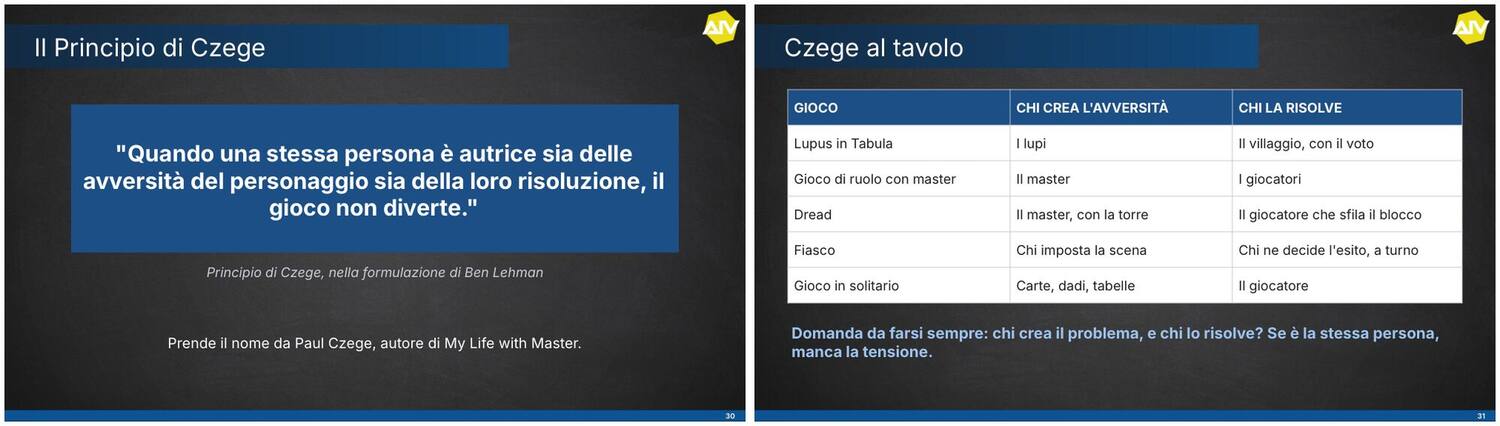 Il Principio di Czege
AIV
"Quando una stessa persona è autrice sia delle
avversità del personaggio sia della loro risoluzione, il
gioco non diverte."
Principio di Czege, nella formulazione di Ben Lehman
Prende il nome da Paul Czege, autore di My Life with Master.
30
Czege al tavolo
AIV
GIOCO CHI CREA L'AVVERSITÀ CHI LA RISOLVE
Lupus in Tabula I lupi Il villaggio, con il voto
Gioco di ruolo con master Il master I giocatori
Dread Il master, con la torre Il giocatore che sfila il blocco
Fiasco Chi imposta la scena Chi ne decide l'esito, a turno
Gioco in solitario Carte, dadi, tabelle Il giocatore
Domanda da farsi sempre: chi crea il problema, e chi lo risolve? Se è la stessa persona,
manca la tensione.
31